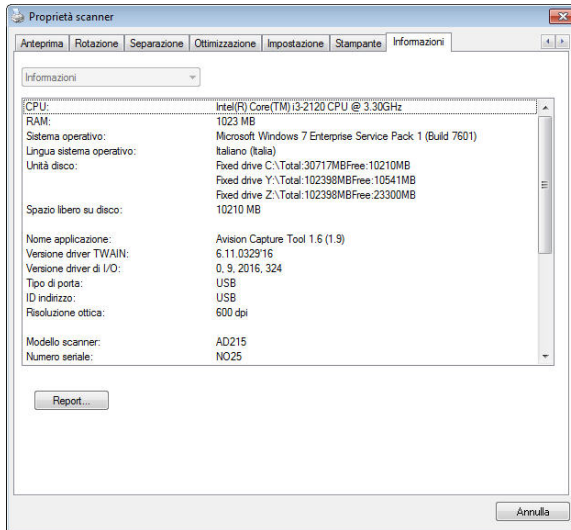 Proprietà scanner
Anteprima Rotazione Separazione Ottimizzazione Impostazione Stampante Informazioni
Informazioni
CPU: Intel(R) Core(TM) i3-2120 CPU @ 3.30GHz
RAM: 1023 MB
Sistema operativo: Microsoft Windows 7 Enterprise Service Pack 1 (Build 7601)
Lingua sistema operativo: Italiano (Italia)
Unità disco: Fixed drive C:\Total:30717MBFree:10210MB
Fixed drive Y:\Total:102398MBFree:10541MB
Fixed drive Z:\Total:102398MBFree:23300MB
Spazio libero su disco: 10210 MB
Nome applicazione: Avision Capture Tool 1.6 (1.9)
Versione driver TWAIN: 6.11.0329'16
Versione driver di I/O: 0, 9, 2016, 324
Tipo di porta: USB
ID indirizzo: USB
Risoluzione ottica: 600 dpi
Modello scanner: AD215
Numero seriale: NO25
Report...
Annulla